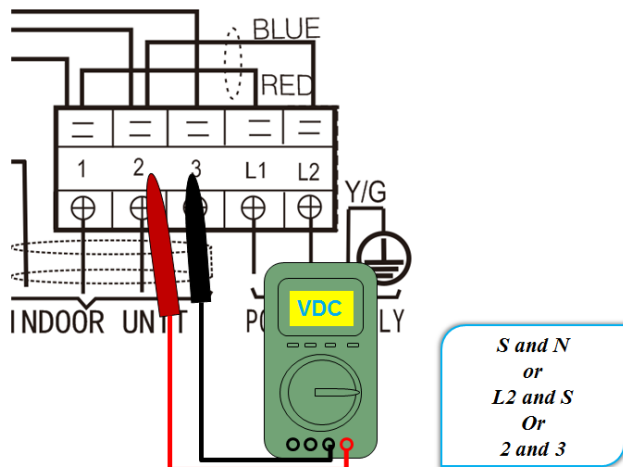 BLUE
RED
1 2 3 L1 L2
Y/G
INDOOR UNIT
VDC
S and N
or
L2 and S
Or
2 and 3